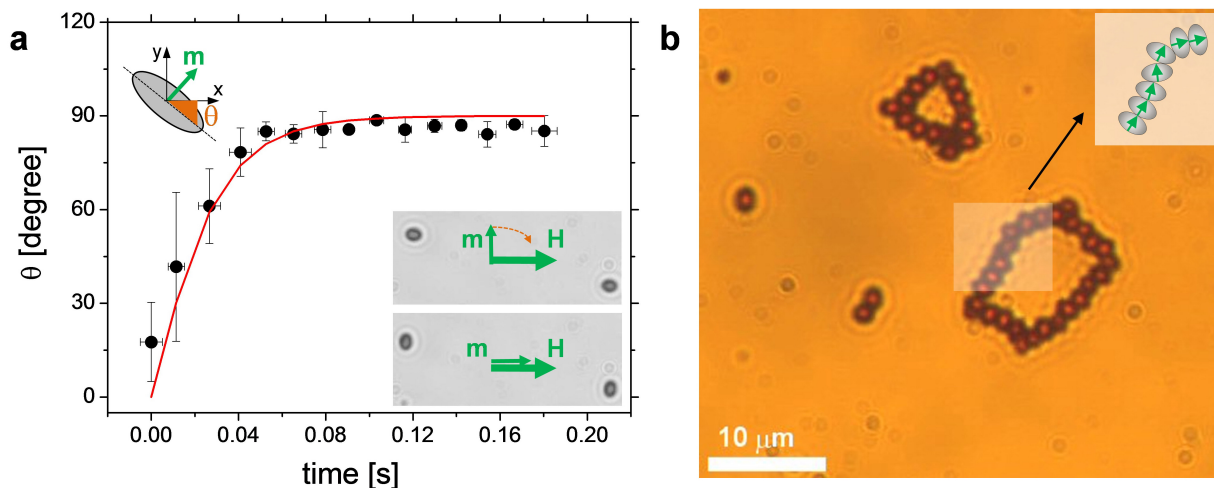 a
120
90
60
30
0
θ [degree]
0.00
0.04
0.08
0.12
0.16
0.20
time [s]
y
m
x
θ
m
H
m
H
b
10 μm